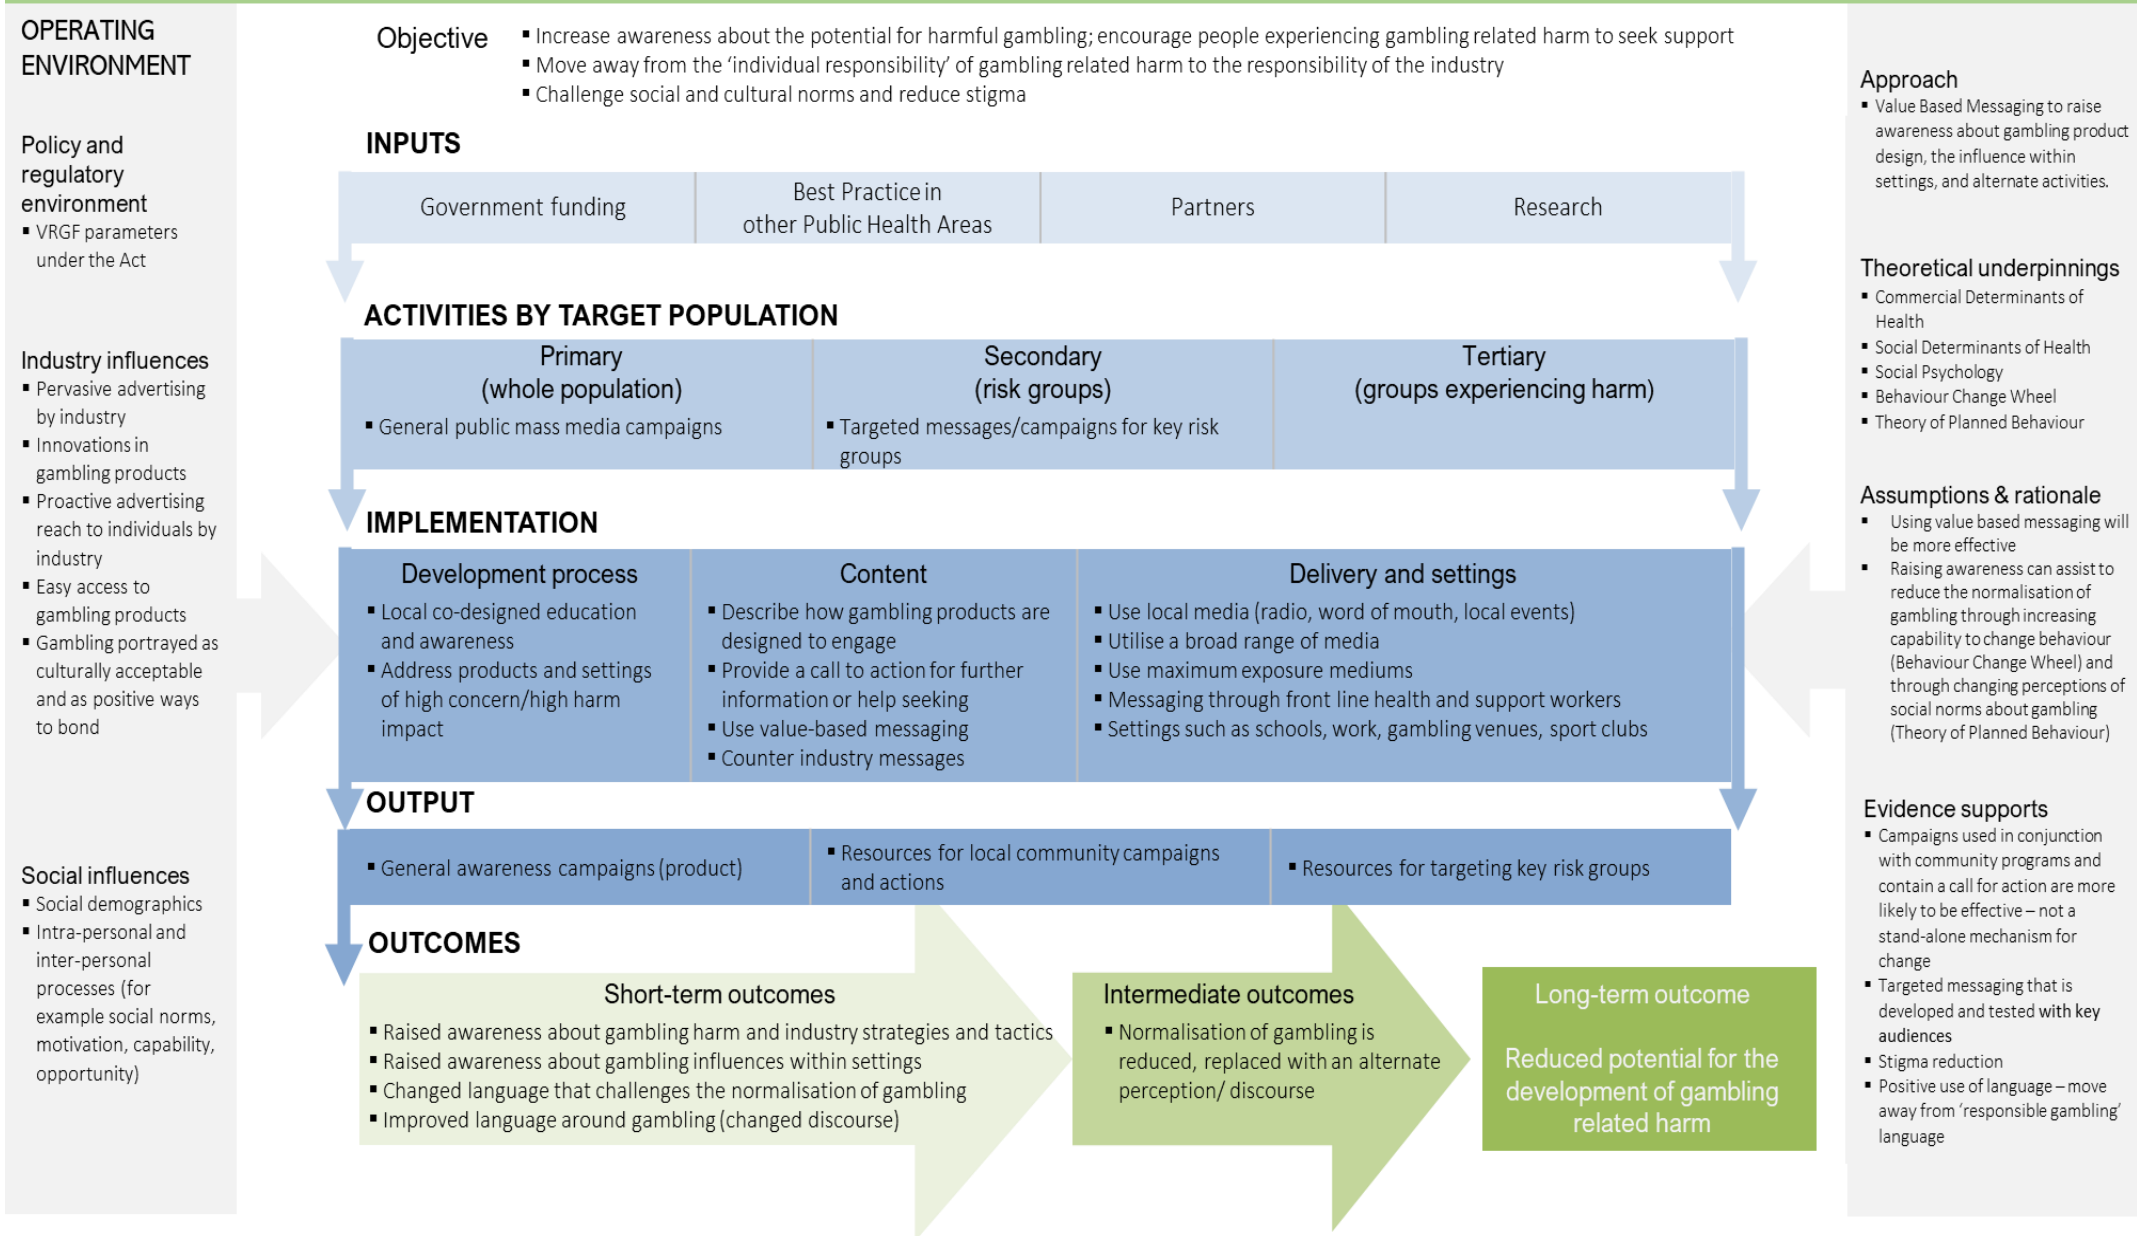 OPERATING
ENVIRONMENT
Policy and
regulatory
environment
▪ VRGF parameters
under the Act
Industry influences
▪ Pervasive advertising
by industry
▪ Innovations in
gambling products
▪ Proactive advertising
reach to individuals by
industry
▪ Easy access to
gambling products
▪ Gambling portrayed as
culturally acceptable
and as positive ways
to bond
Social influences
▪ Social demographics
▪ Intra-personal and
inter-personal
processes (for
example social norms,
motivation, capability,
opportunity)
Objective
▪ Increase awareness about the potential for harmful gambling; encourage people experiencing gambling related harm to seek support
▪ Move away from the ‘individual responsibility’ of gambling related harm to the responsibility of the industry
▪ Challenge social and cultural norms and reduce stigma
INPUTS
Government funding
Best Practice in
other Public Health Areas
Partners
Research
ACTIVITIES BY TARGET POPULATION
Primary
(whole population)
▪ General public mass media campaigns
Secondary
(risk groups)
▪ Targeted messages/campaigns for key risk
groups
Tertiary
(groups experiencing harm)
IMPLEMENTATION
Development process
▪ Local co-designed education
and awareness
▪ Address products and settings
of high concern/high harm
impact
Content
▪ Describe how gambling products are
designed to engage
▪ Provide a call to action for further
information or help seeking
▪ Use value-based messaging
▪ Counter industry messages
Delivery and settings
▪ Use local media (radio, word of mouth, local events)
▪ Utilise a broad range of media
▪ Use maximum exposure mediums
▪ Messaging through front line health and support workers
▪ Settings such as schools, work, gambling venues, sport clubs
OUTPUT
▪ General awareness campaigns (product)
▪ Resources for local community campaigns
and actions
▪ Resources for targeting key risk groups
OUTCOMES
Short-term outcomes
▪ Raised awareness about gambling harm and industry strategies and tactics
▪ Raised awareness about gambling influences within settings
▪ Changed language that challenges the normalisation of gambling
▪ Improved language around gambling (changed discourse)
Intermediate outcomes
▪ Normalisation of gambling is
reduced, replaced with an alternate
perception/ discourse
Long-term outcome
Reduced potential for the
development of gambling
related harm
Approach
▪ Value Based Messaging to raise
awareness about gambling product
design, the influence within
settings, and alternate activities.
Theoretical underpinnings
▪ Commercial Determinants of
Health
▪ Social Determinants of Health
▪ Social Psychology
▪ Behaviour Change Wheel
▪ Theory of Planned Behaviour
Assumptions & rationale
▪ Using value based messaging will
be more effective
▪ Raising awareness can assist to
reduce the normalisation of
gambling through increasing
capability to change behaviour
(Behaviour Change Wheel) and
through changing perceptions of
social norms about gambling
(Theory of Planned Behaviour)
Evidence supports
▪ Campaigns used in conjunction
with community programs and
contain a call for action are more
likely to be effective – not a
stand-alone mechanism for
change
▪ Targeted messaging that is
developed and tested with key
audiences
▪ Stigma reduction
▪ Positive use of language – move
away from ‘responsible gambling’
language